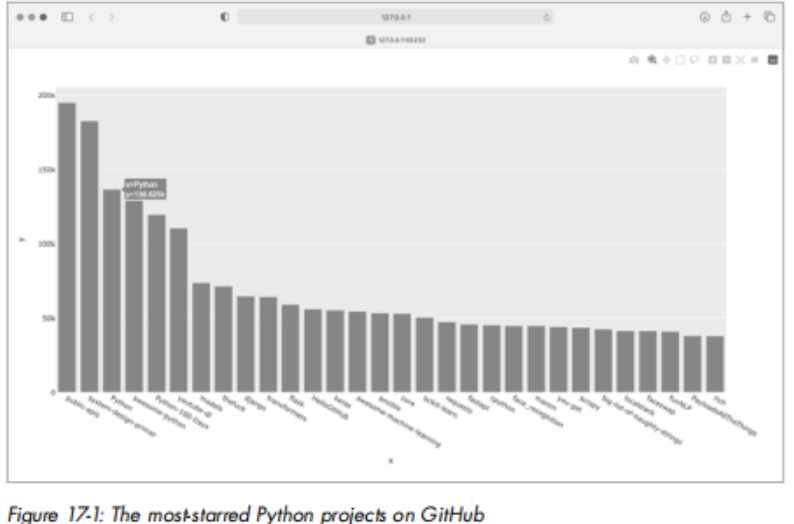 127.0.0.1
200k
150k
x=Python
y=136.625k
y
100k
50k
0
public-apis
system-design-primer
Python
awesome-python
Python-100-Days
youtube-dl
models
thefuck
django
transformers
flask
HelloGitHub
keras
awesome-machine-learning
ansible
core
scikit-learn
requests
fastapi
cpython
face_recognition
manim
you-get
scrapy
big-list-of-naughty-strings
localstack
faceswap
funNLP
PayloadsAllTheThings
rich
x
Figure 17-1: The most-starred Python projects on GitHub